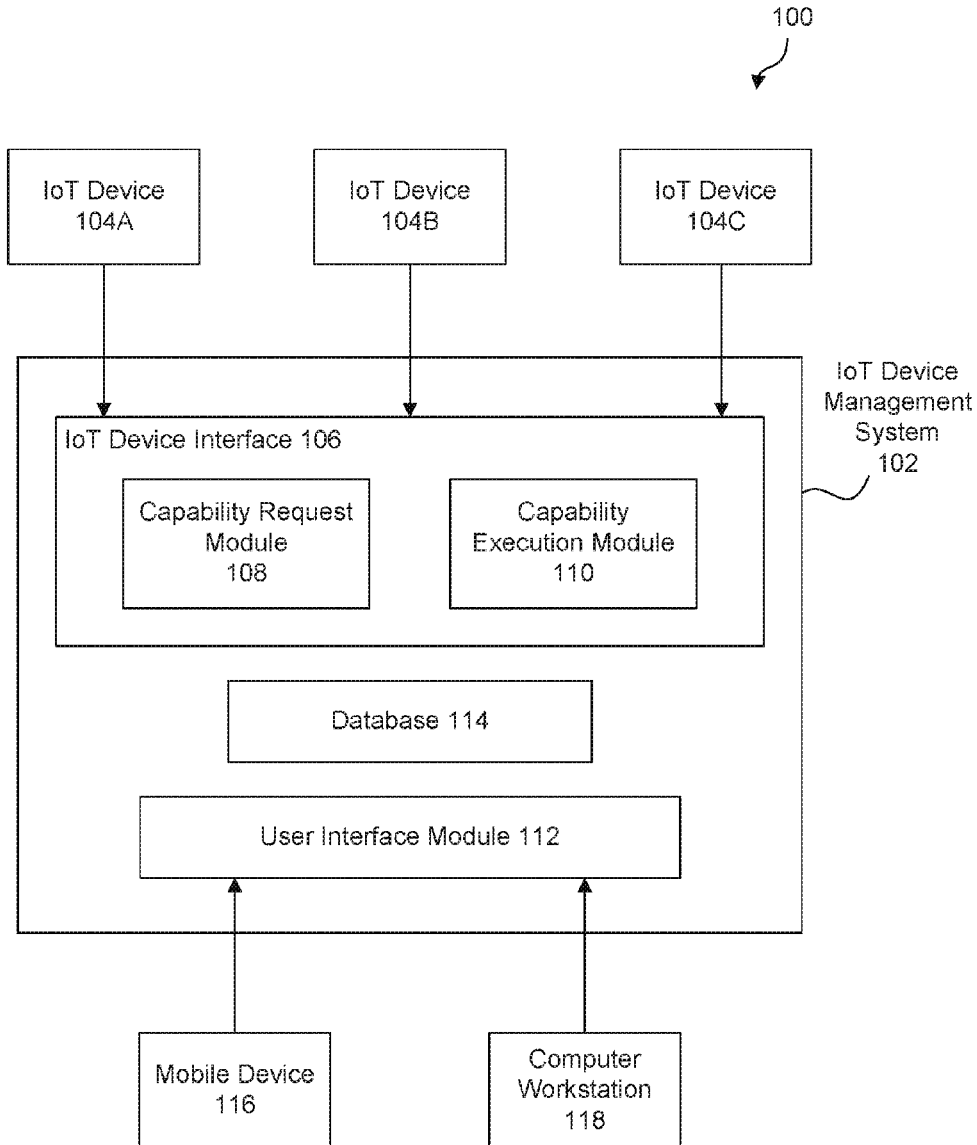 100
IoT Device
104A
IoT Device
104B
IoT Device
104C
IoT Device
Management
System
102
IoT Device Interface 106
Capability Request
Module
108
Capability
Execution Module
110
Database 114
User Interface Module 112
Mobile Device
116
Computer
Workstation
118